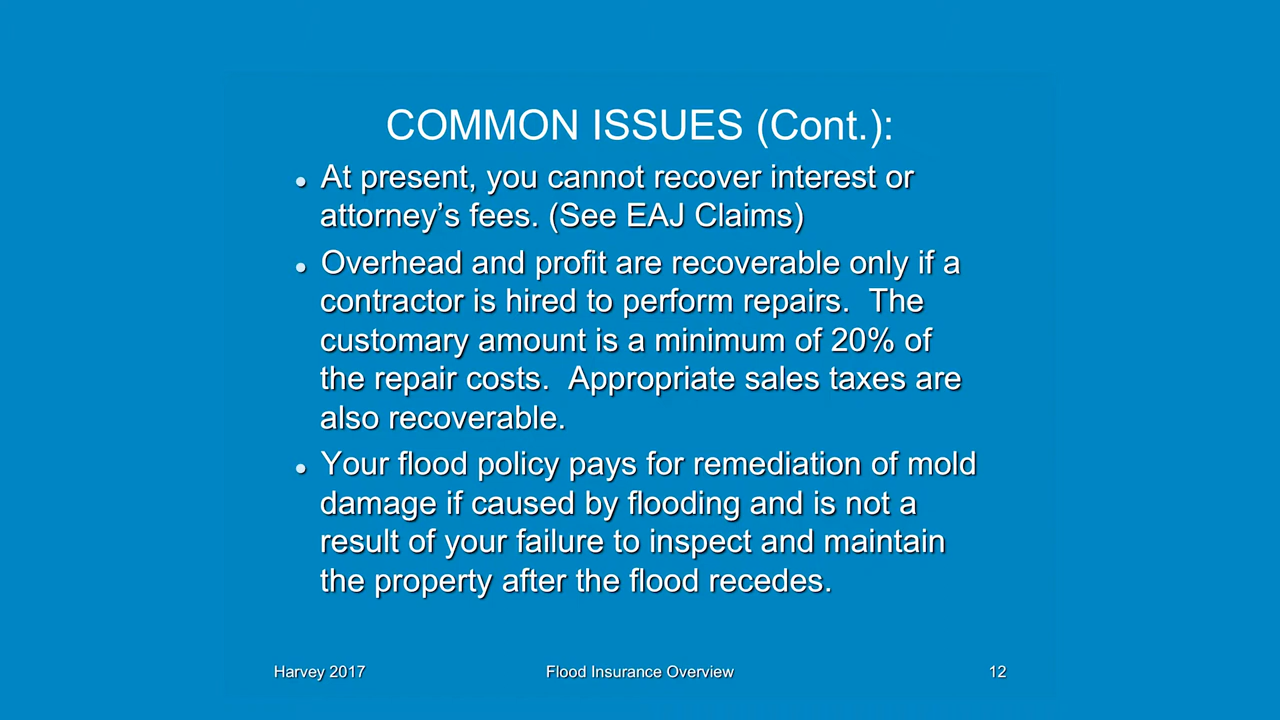 COMMON ISSUES (Cont.):
● At present, you cannot recover interest or
attorney’s fees. (See EAJ Claims)
● Overhead and profit are recoverable only if a
contractor is hired to perform repairs.  The
customary amount is a minimum of 20% of
the repair costs.  Appropriate sales taxes are
also recoverable.
● Your flood policy pays for remediation of mold
damage if caused by flooding and is not a
result of your failure to inspect and maintain
the property after the flood recedes.
Harvey 2017 Flood Insurance Overview 12